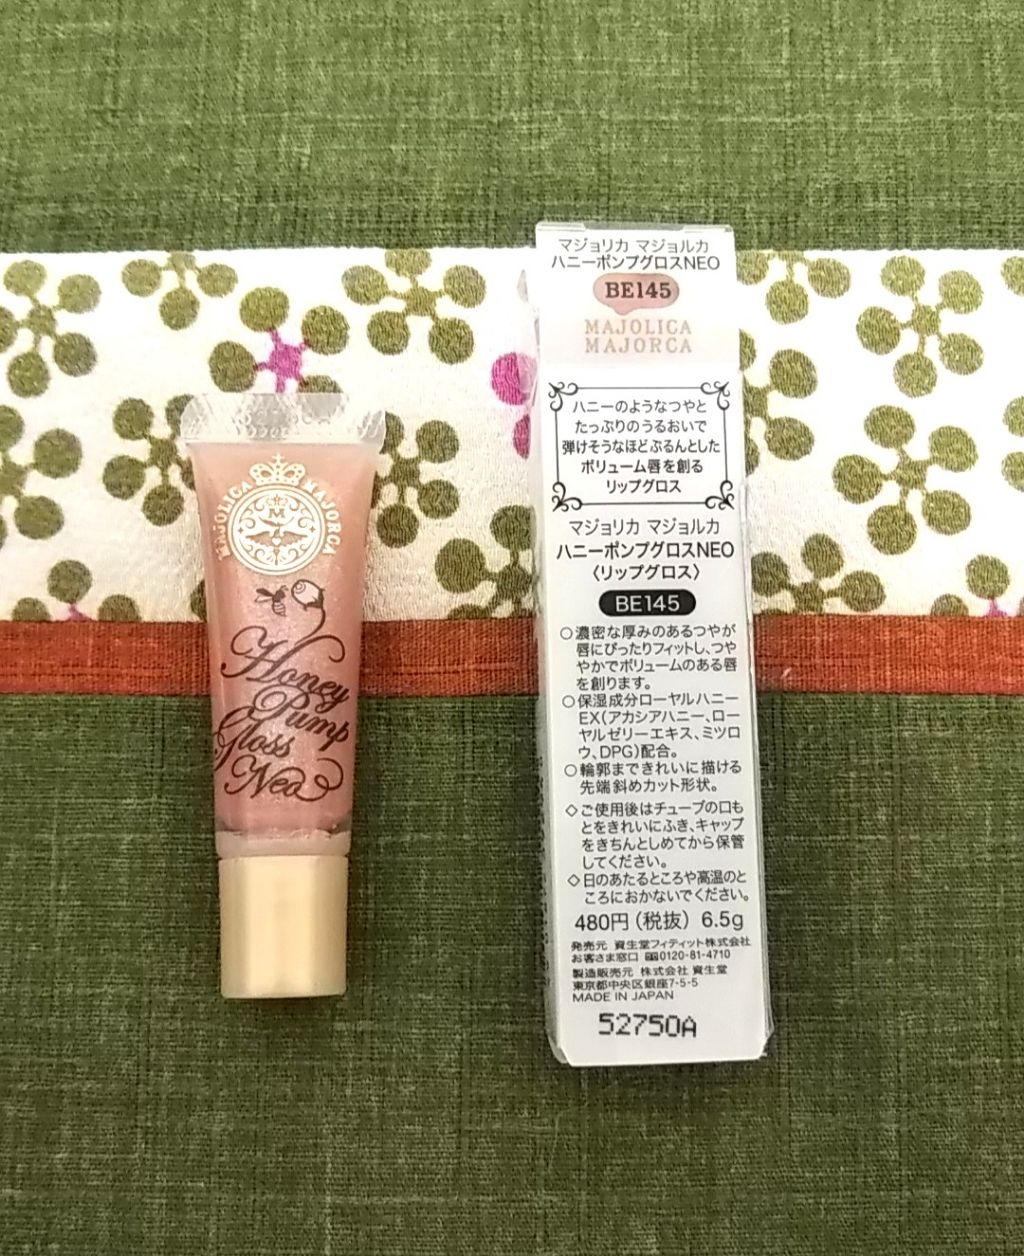 MAJOLICA MAJORCA
M
Honey
Pump
Gloss
Neo
マジョリカ マジョルカ
ハニーポンプグロスNEO
BE145
MAJOLICA
MAJORCA
ハニーのようなつやと
たっぷりのうるおいで
弾けそうなほどぷるんとした
ボリューム唇を創る
リップグロス
マジョリカ マジョルカ
ハニーポンプグロスNEO
〈リップグロス〉
BE145
○濃密な厚みのあるつやが
唇にぴったりフィットし、つや
やかでボリュームのある唇
を創ります。
○保湿成分ローヤルハニー
EX(アカシアハニー、ロー
ヤルゼリーエキス、ミツロ
ウ、DPG)配合。
○輪郭まできれいに描ける
先端斜めカット形状。
◇ご使用後はチューブの口も
とをきれいにふき、キャップ
をきちんとしめてから保管
してください。
◇日のあたるところや高温のと
ころにおかないでください。
480円(税抜) 6.5g
発売元 資生堂フィティット株式会社
お客さま窓口 0120-81-4710
製造販売元 株式会社 資生堂
東京都中央区銀座7-5-5
MADE IN JAPAN
52750A